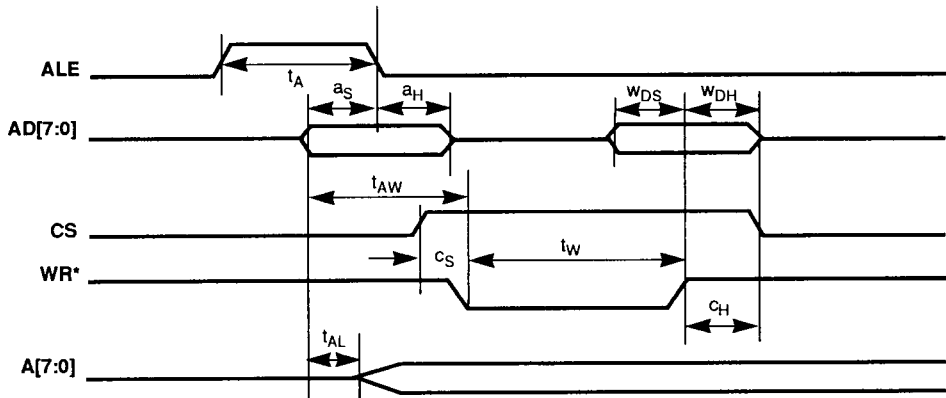 ALE
t_A
a_S a_H w_DS w_DH
AD[7:0]
t_AW
CS
c_S t_W
WR*
c_H
t_AL
A[7:0]